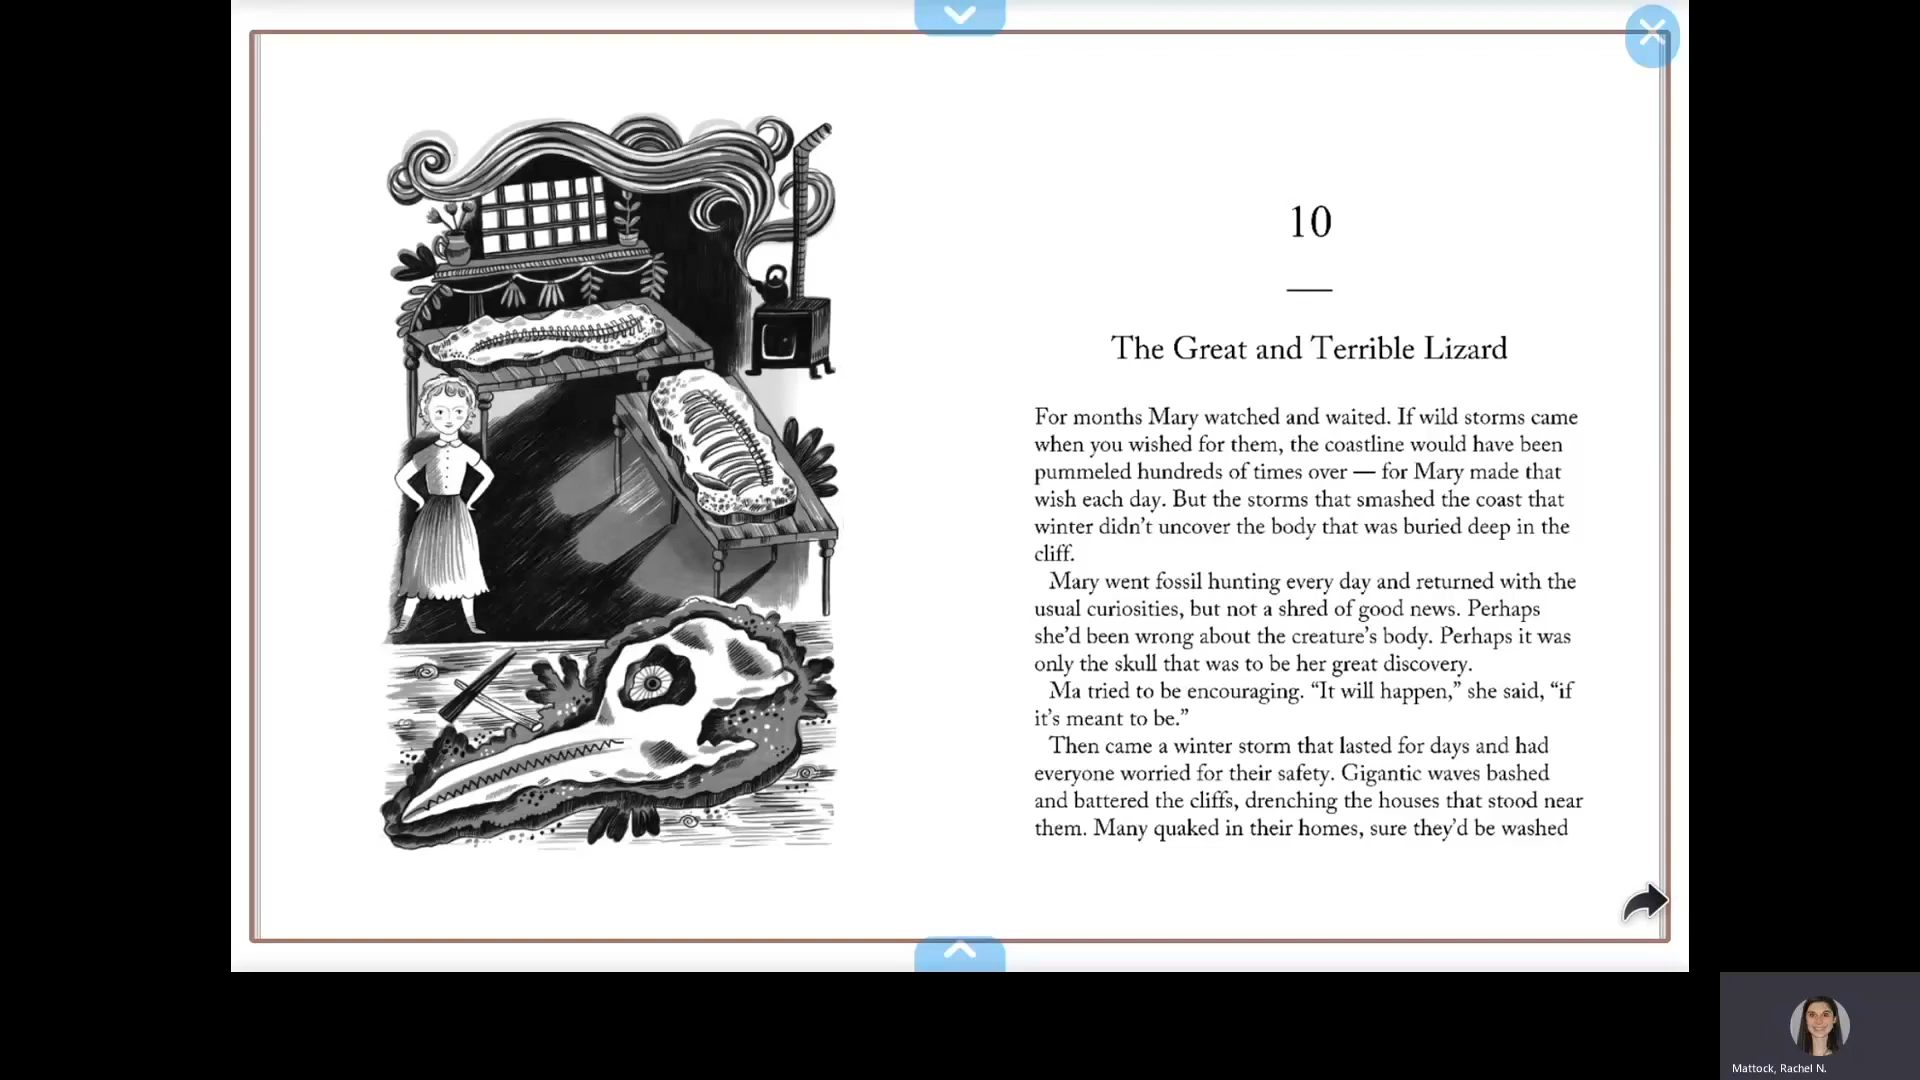 10
The Great and Terrible Lizard
For months Mary watched and waited. If wild storms came
when you wished for them, the coastline would have been
pummeled hundreds of times over — for Mary made that
wish each day. But the storms that smashed the coast that
winter didn’t uncover the body that was buried deep in the
cliff.
Mary went fossil hunting every day and returned with the
usual curiosities, but not a shred of good news. Perhaps
she’d been wrong about the creature’s body. Perhaps it was
only the skull that was to be her great discovery.
Ma tried to be encouraging. “It will happen,” she said, “if
it’s meant to be.”
Then came a winter storm that lasted for days and had
everyone worried for their safety. Gigantic waves bashed
and battered the cliffs, drenching the houses that stood near
them. Many quaked in their homes, sure they’d be washed
Mattock, Rachel N.